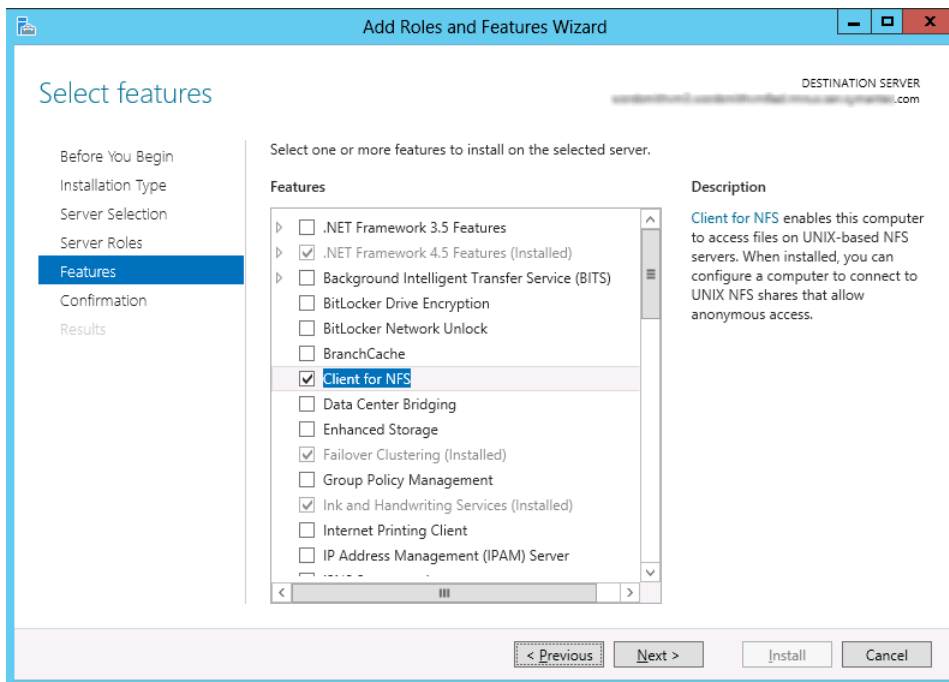 Add Roles and Features Wizard
Select features
DESTINATION SERVER
.com
Before You Begin
Installation Type
Server Selection
Server Roles
Features
Confirmation
Results
Select one or more features to install on the selected server.
Features
.NET Framework 3.5 Features
.NET Framework 4.5 Features (Installed)
Background Intelligent Transfer Service (BITS)
BitLocker Drive Encryption
BitLocker Network Unlock
BranchCache
Client for NFS
Data Center Bridging
Enhanced Storage
Failover Clustering (Installed)
Group Policy Management
Ink and Handwriting Services (Installed)
Internet Printing Client
IP Address Management (IPAM) Server
Description
Client for NFS enables this computer
to access files on UNIX-based NFS
servers. When installed, you can
configure a computer to connect to
UNIX NFS shares that allow
anonymous access.
< Previous
Next >
Install
Cancel